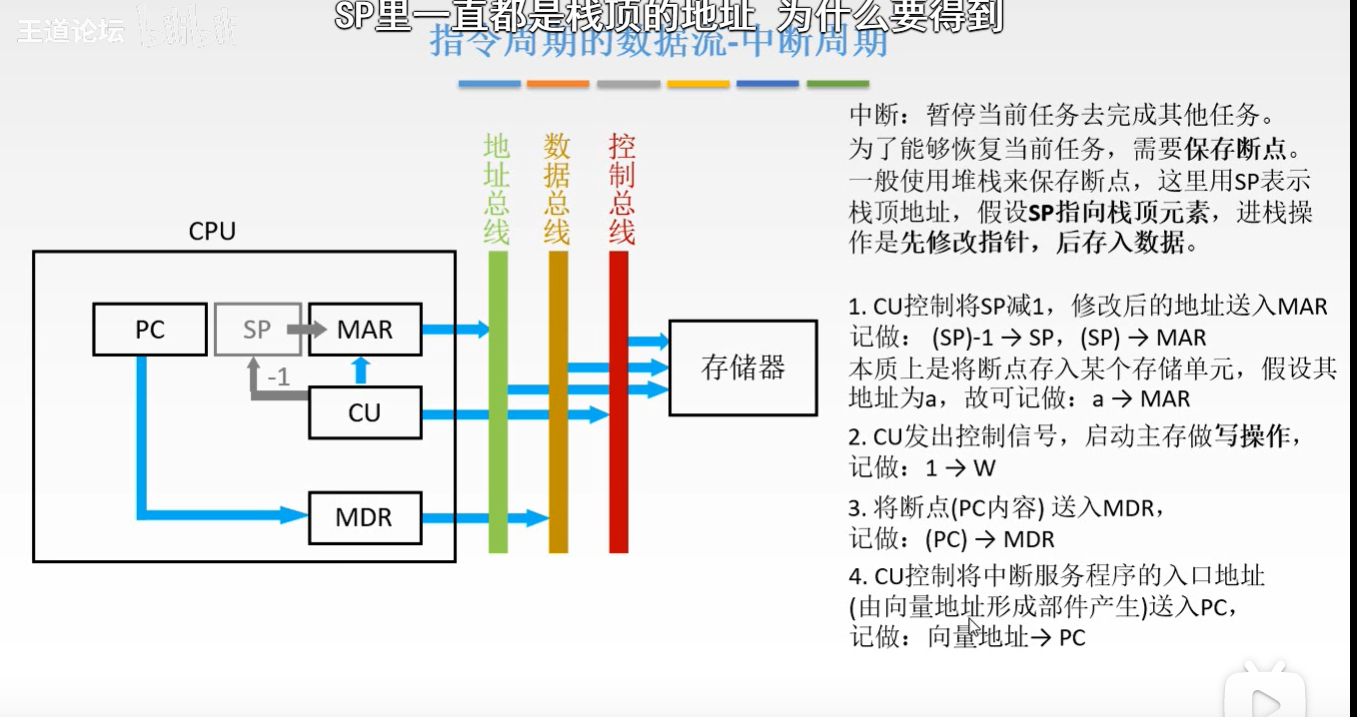 SP里一直都是栈顶的地址 为什么要得到
王道论坛
指令周期的数据流-中断周期
地址总线
数据总线
控制总线
CPU
PC
SP
MAR
-1
CU
MDR
存储器
中断：暂停当前任务去完成其他任务。
为了能够恢复当前任务，需要保存断点。
一般使用堆栈来保存断点，这里用SP表示
栈顶地址，假设SP指向栈顶元素，进栈操
作是先修改指针，后存入数据。
1. CU控制将SP减1，修改后的地址送入MAR
记做： (SP)-1 → SP，(SP) → MAR
本质上是将断点存入某个存储单元，假设其
地址为a，故可记做：a → MAR
2. CU发出控制信号，启动主存做写操作，
记做：1 → W
3. 将断点(PC内容) 送入MDR，
记做：(PC) → MDR
4. CU控制将中断服务程序的入口地址
(由向量地址形成部件产生)送入PC，
记做：向量地址→ PC